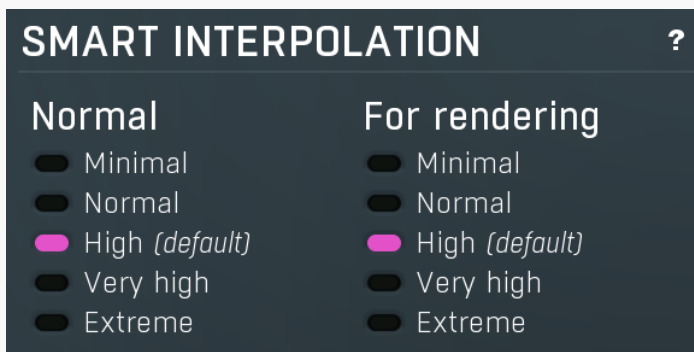 SMART INTERPOLATION ?
Normal
Minimal
Normal
High (default)
Very high
Extreme
For rendering
Minimal
Normal
High (default)
Very high
Extreme